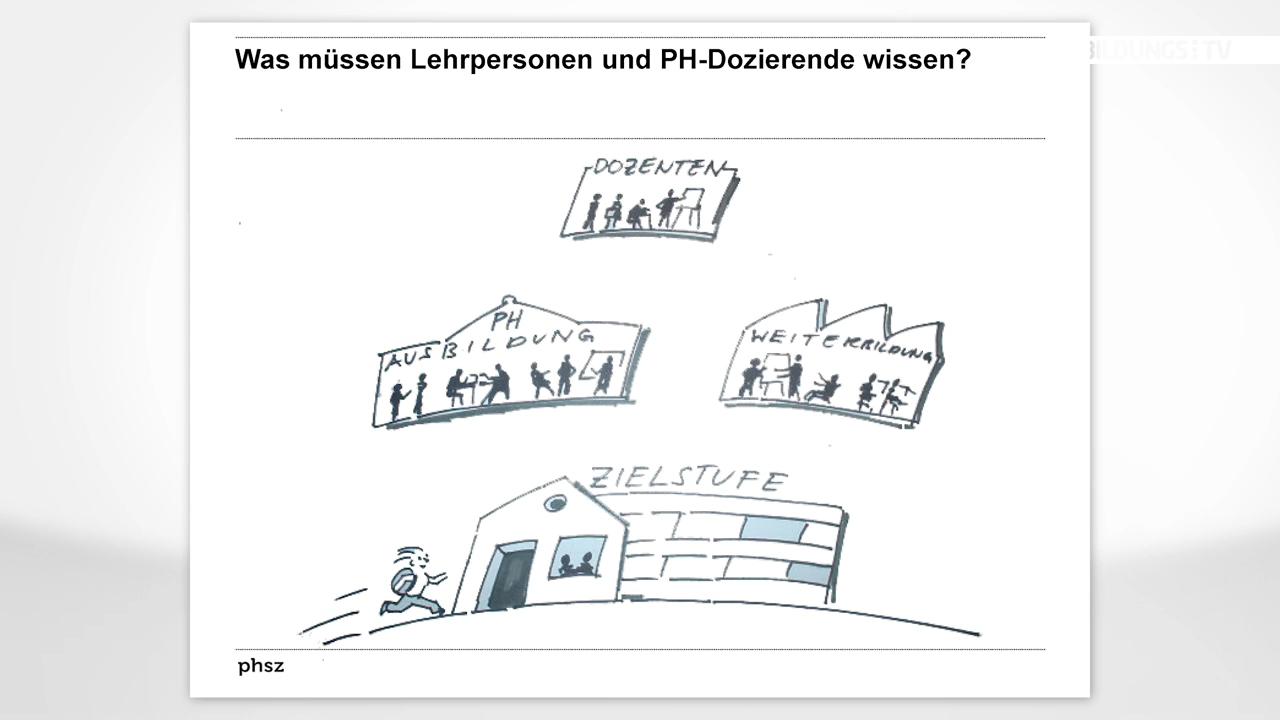 Was müssen Lehrpersonen und PH-Dozierende wissen?
BILDUNGS:TV
DOZENTEN
PH
AUSBILDUNG
WEITERBILDUNG
ZIELSTUFE
phsz